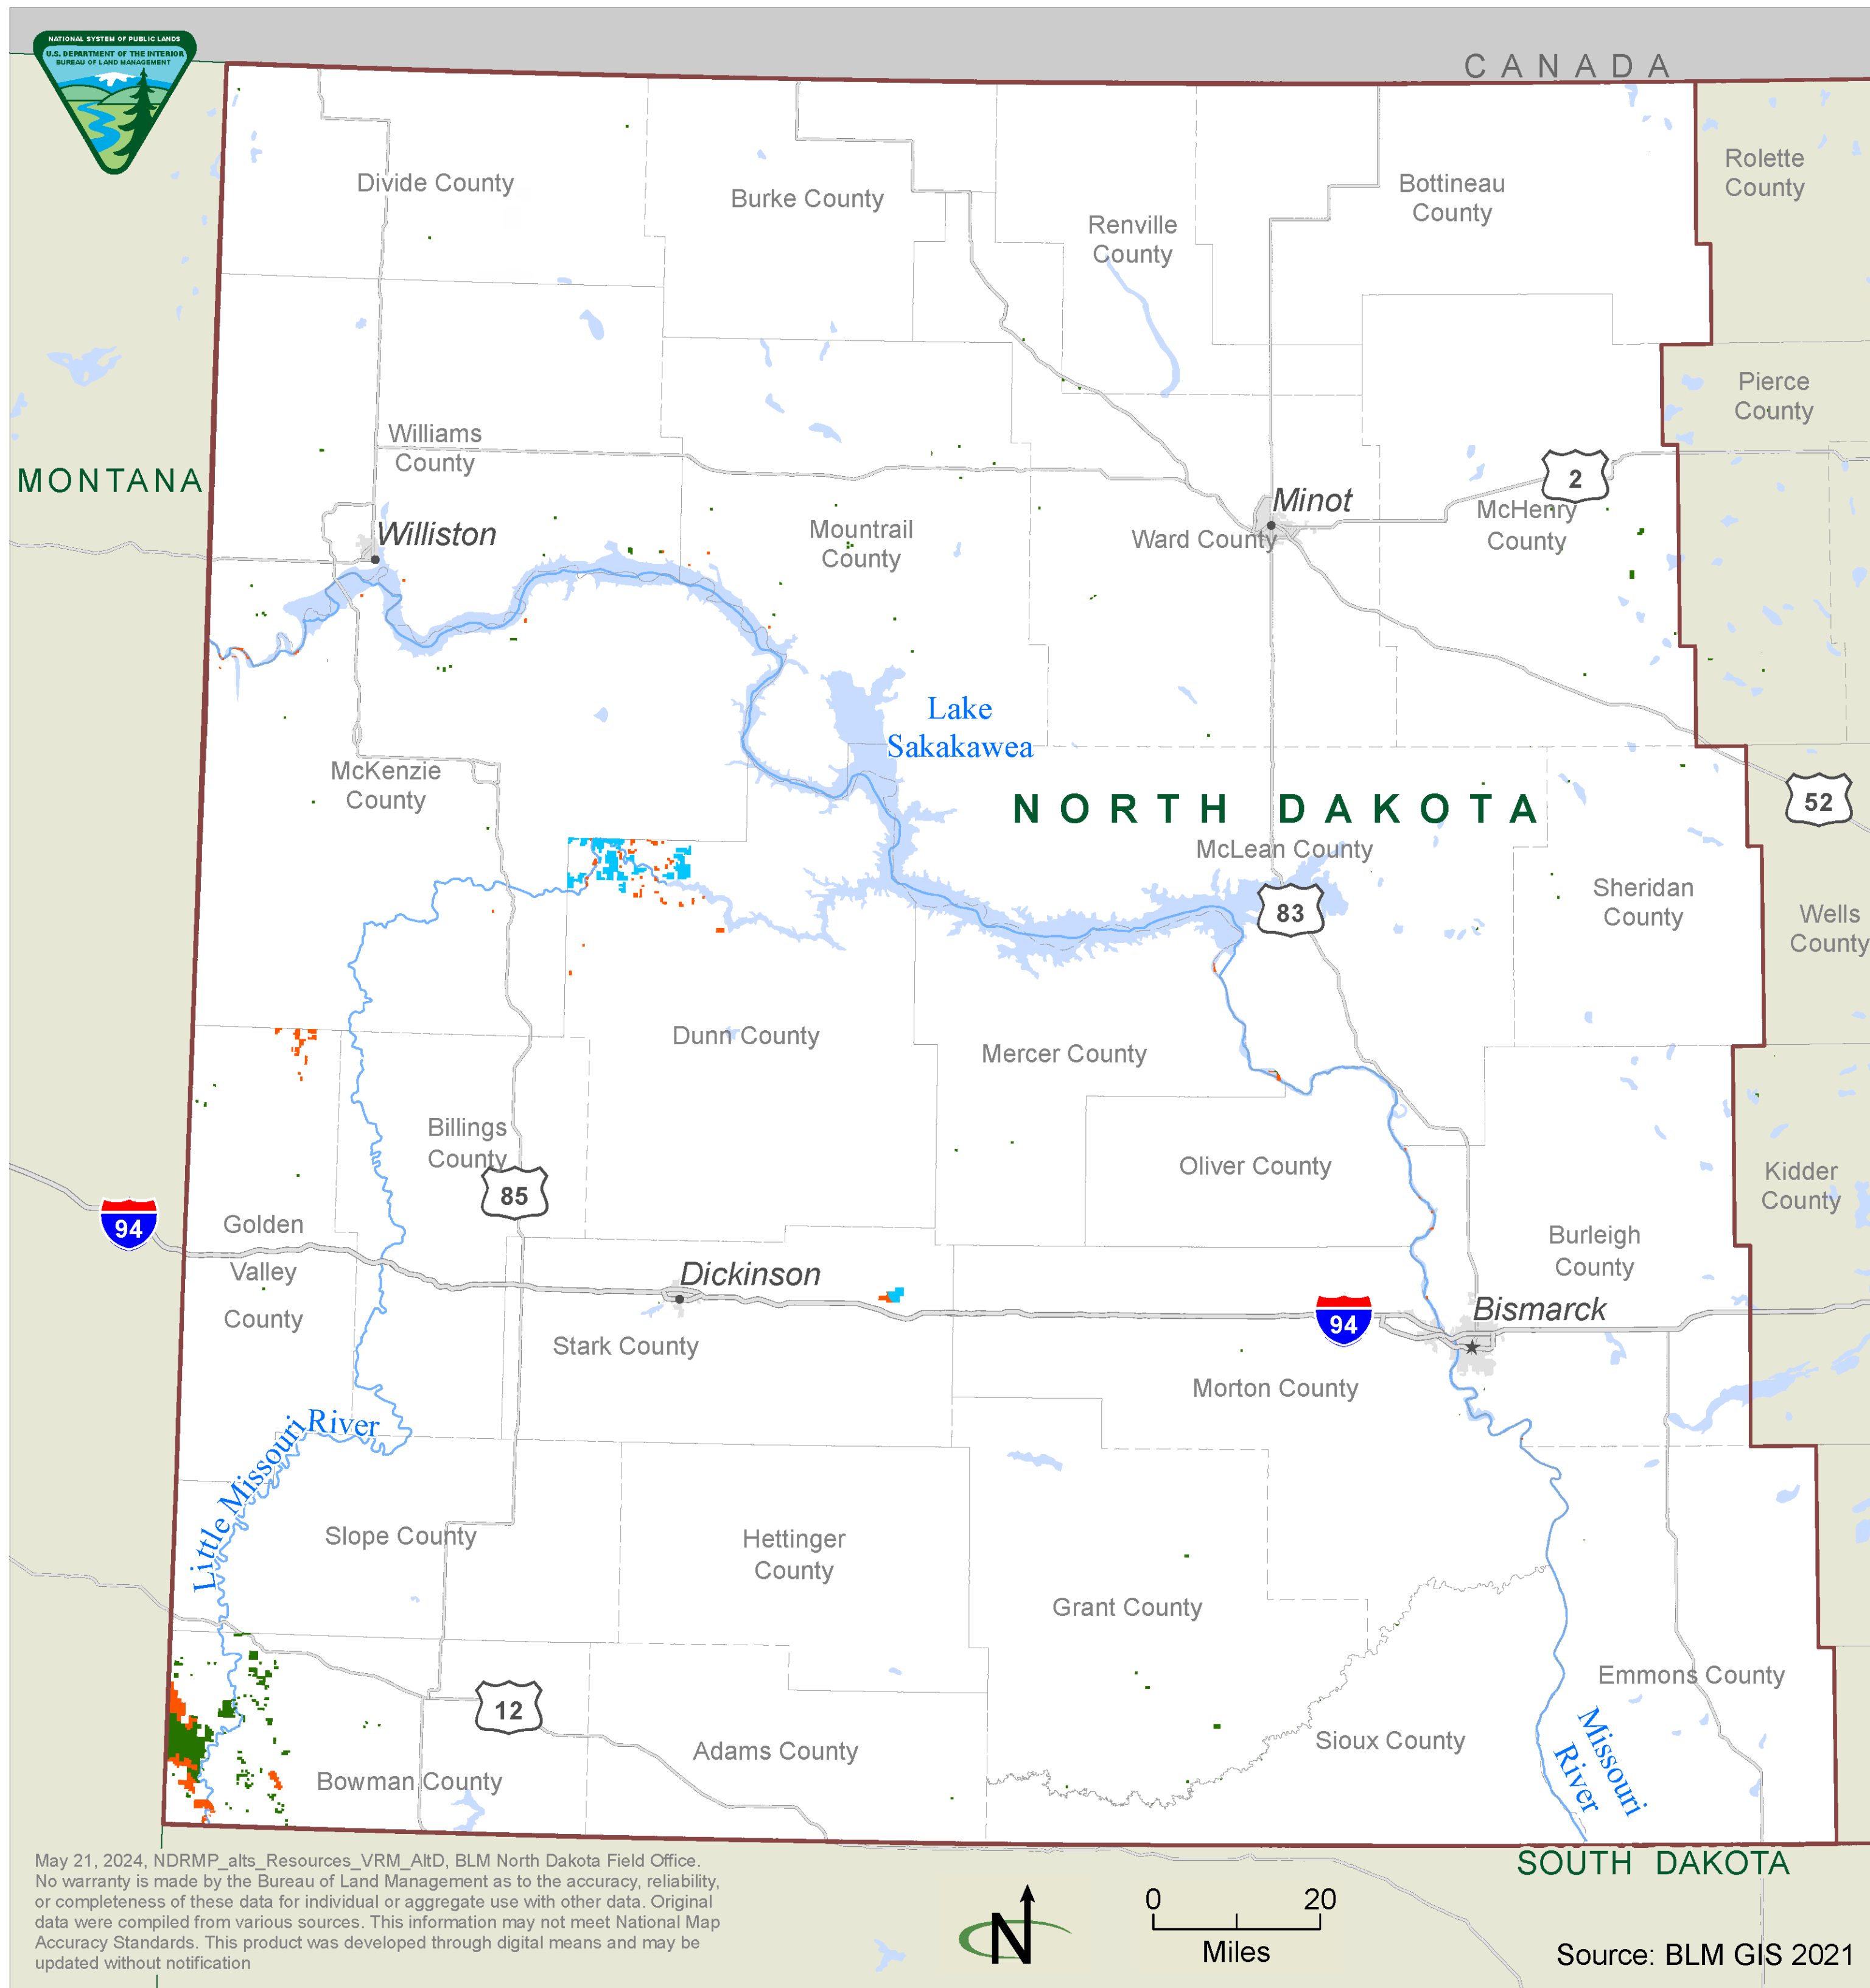 NATIONAL SYSTEM OF PUBLIC LANDS
U.S. DEPARTMENT OF THE INTERIOR
BUREAU OF LAND MANAGEMENT
CANADA
Rolette
County
Divide County
Burke County
Bottineau
County
Renville
County
Pierce
County
Williams
County
MONTANA
2
Minot
McHenry
County
Williston
Mountrail
County
Ward County
Lake
Sakakawea
McKenzie
County
NORTH DAKOTA
52
McLean County
Sheridan
County
83
Wells
County
Dunn County
Mercer County
Billings
County
85
Oliver County
Kidder
County
94
Golden
Valley
County
Burleigh
County
Dickinson
94
Bismarck
Stark County
Morton County
Little Missouri River
Slope County
Hettinger
County
Grant County
Emmons County
12
Sioux County
Adams County
Bowman County
Missouri
River
May 21, 2024, NDRMP_alts_Resources_VRM_AltD, BLM North Dakota Field Office.
No warranty is made by the Bureau of Land Management as to the accuracy, reliability,
or completeness of these data for individual or aggregate use with other data. Original
data were compiled from various sources. This information may not meet National Map
Accuracy Standards. This product was developed through digital means and may be
updated without notification
SOUTH DAKOTA
N
0 20
Miles
Source: BLM GIS 2021